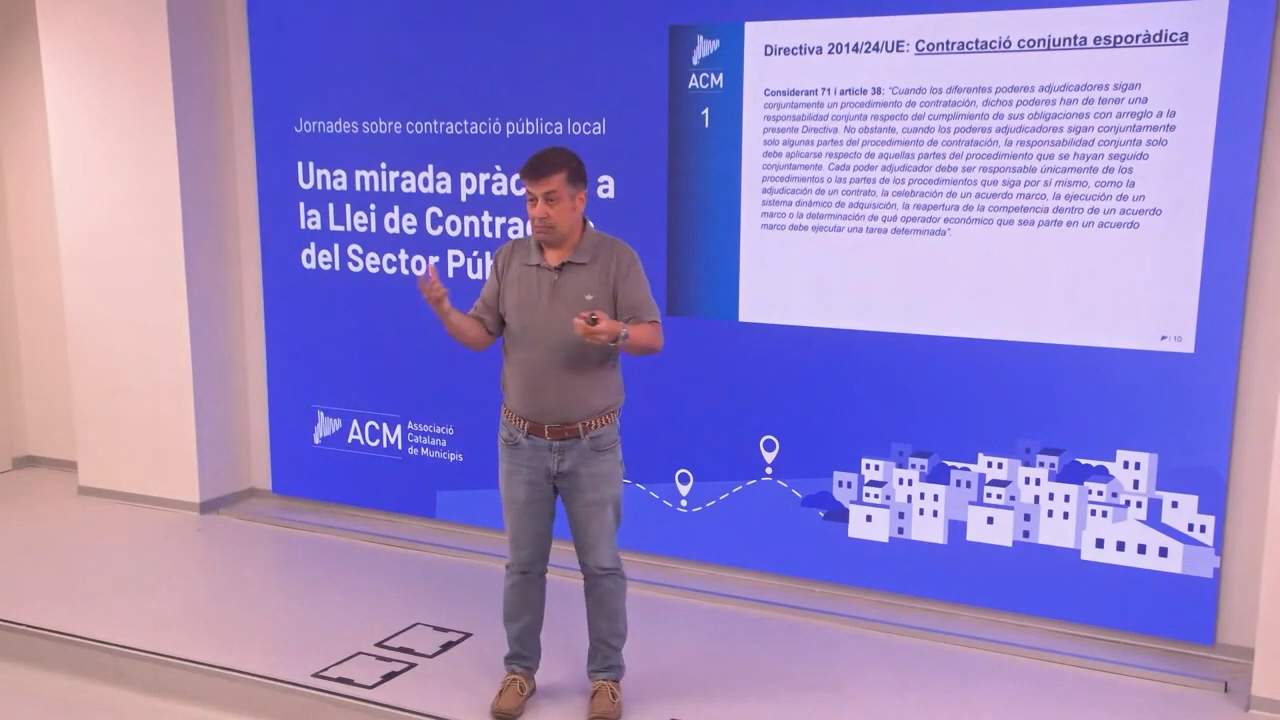 Jornades sobre contractació pública local
Una mirada a
la Llei de
del Sector
ACM
Associació
Catalana
de Municipis
ACM
1
Directiva 2014/24/UE: Contractació conjunta esporàdica
Considerant 71 i article 38: "Cuando los diferentes poderes adjudicadores sigan
conjuntamente un procedimiento de contratación, dichos poderes han de tener una
responsabilidad conjunta respecto del cumplimiento de sus obligaciones con arreglo a la
presente Directiva. No obstante, cuando los poderes adjudicadores sigan conjuntamente
solo algunas partes del procedimiento de contratación, la responsabilidad conjunta solo
debe aplicarse respecto de aquellas partes del procedimiento que se hayan seguido
conjuntamente. Cada poder adjudicador debe ser responsable únicamente de los
procedimientos o las partes de los procedimientos que siga por sí mismo, como la
adjudicación de un contrato, la celebración de un acuerdo marco, la ejecución de un
sistema dinámico de adquisición, la reapertura de la competencia dentro de un acuerdo
marco o la determinación de qué operador económico que sea parte en un acuerdo
marco debe ejecutar una tarea determinada".
10